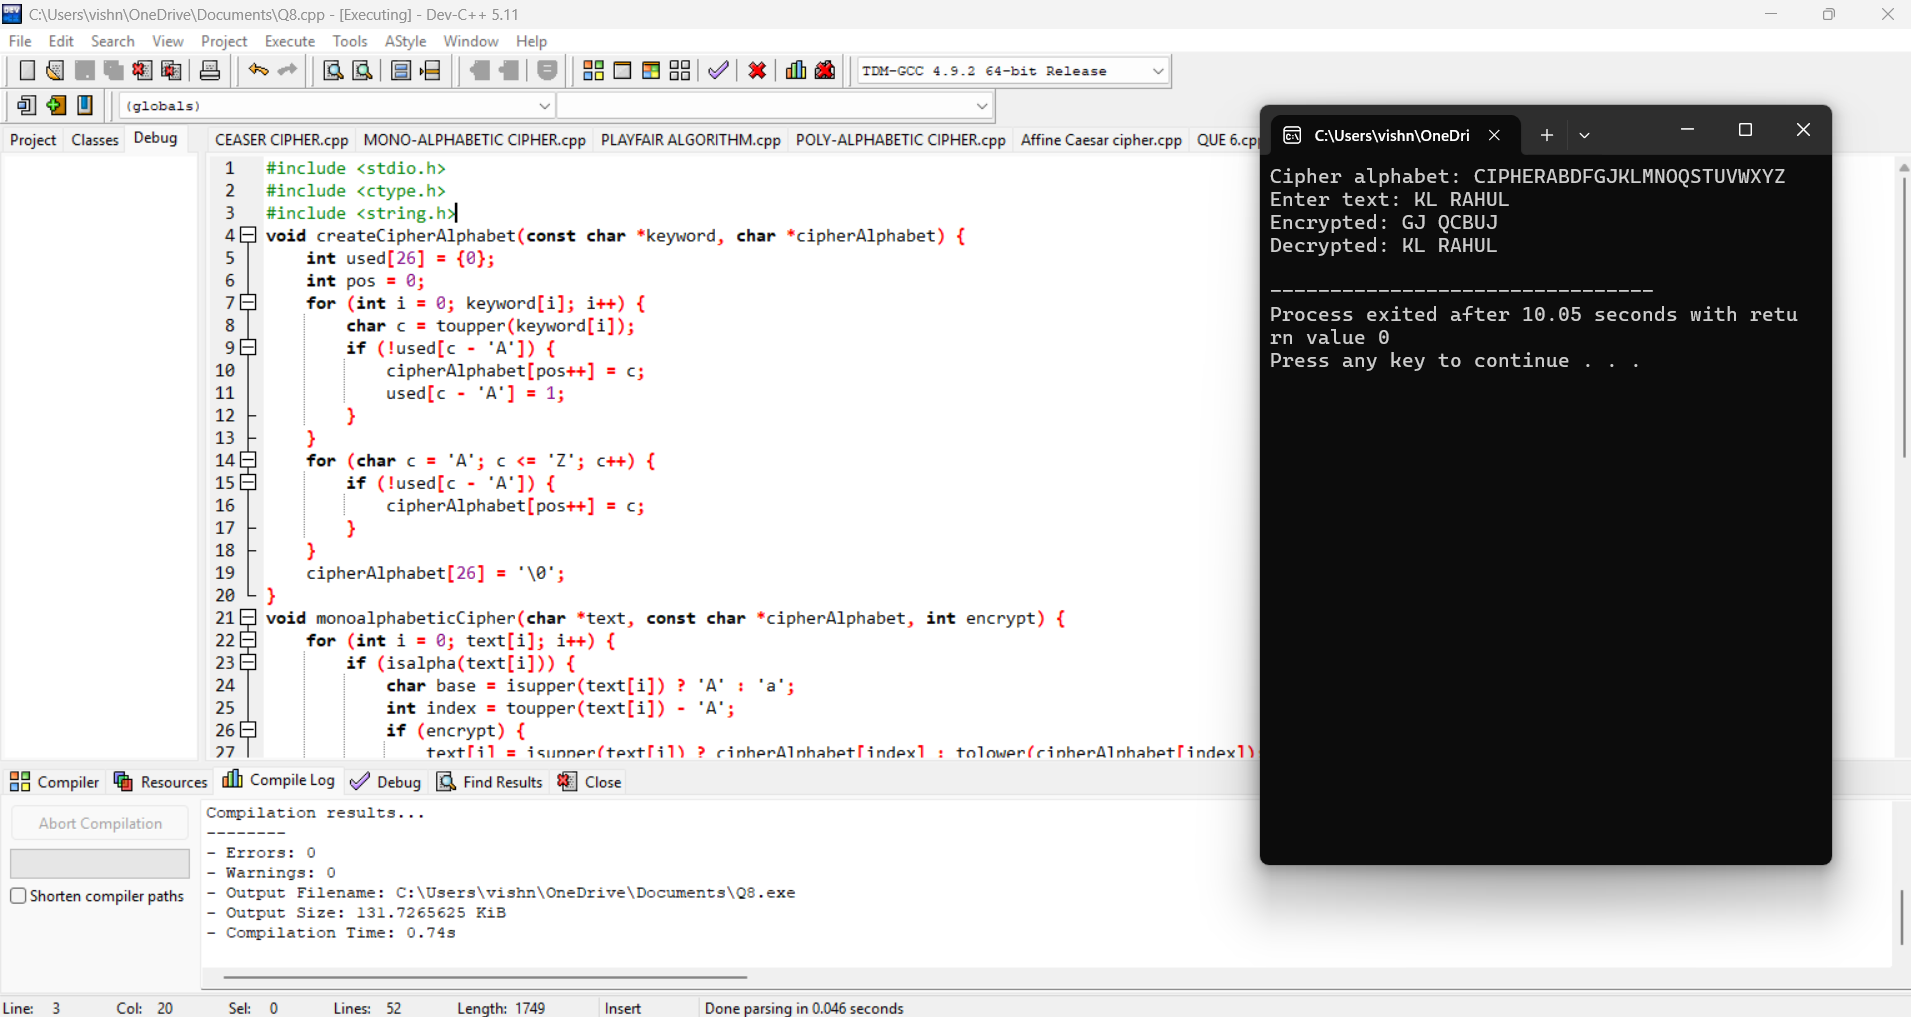 C:\Users\vishn\OneDrive\Documents\Q8.cpp - [Executing] - Dev-C++ 5.11
File Edit Search View Project Execute Tools AStyle Window Help
TDM-GCC 4.9.2 64-bit Release
(globals)
Project Classes Debug
CEASER CIPHER.cpp MONO-ALPHABETIC CIPHER.cpp PLAYFAIR ALGORITHM.cpp POLY-ALPHABETIC CIPHER.cpp Affine Caesar cipher.cpp QUE 6.cp
1 #include <stdio.h>
2 #include <ctype.h>
3 #include <string.h>
4 void createCipherAlphabet(const char *keyword, char *cipherAlphabet) {
5 int used[26] = {0};
6 int pos = 0;
7 for (int i = 0; keyword[i]; i++) {
8 char c = toupper(keyword[i]);
9 if (!used[c - 'A']) {
10 cipherAlphabet[pos++] = c;
11 used[c - 'A'] = 1;
12 }
13 }
14 for (char c = 'A'; c <= 'Z'; c++) {
15 if (!used[c - 'A']) {
16 cipherAlphabet[pos++] = c;
17 }
18 }
19 cipherAlphabet[26] = '\0';
20 }
21 void monoalphabeticCipher(char *text, const char *cipherAlphabet, int encrypt) {
22 for (int i = 0; text[i]; i++) {
23 if (isalpha(text[i])) {
24 char base = isupper(text[i]) ? 'A' : 'a';
25 int index = toupper(text[i]) - 'A';
26 if (encrypt) {
27 text[i] = isupper(text[i]) ? cipherAlphabet[index] : tolower(cipherAlphabet[index])
C:\Users\vishn\OneDri
Cipher alphabet: CIPHERABDFGJKLMNOQSTUVWXYZ
Enter text: KL RAHUL
Encrypted: GJ QCBUJ
Decrypted: KL RAHUL
--------------------------------
Process exited after 10.05 seconds with retu
rn value 0
Press any key to continue . . .
Compiler Resources Compile Log Debug Find Results Close
Abort Compilation
Shorten compiler paths
Compilation results...
--------
- Errors: 0
- Warnings: 0
- Output Filename: C:\Users\vishn\OneDrive\Documents\Q8.exe
- Output Size: 131.7265625 KiB
- Compilation Time: 0.74s
Line: 3 Col: 20 Sel: 0 Lines: 52 Length: 1749 Insert Done parsing in 0.046 seconds